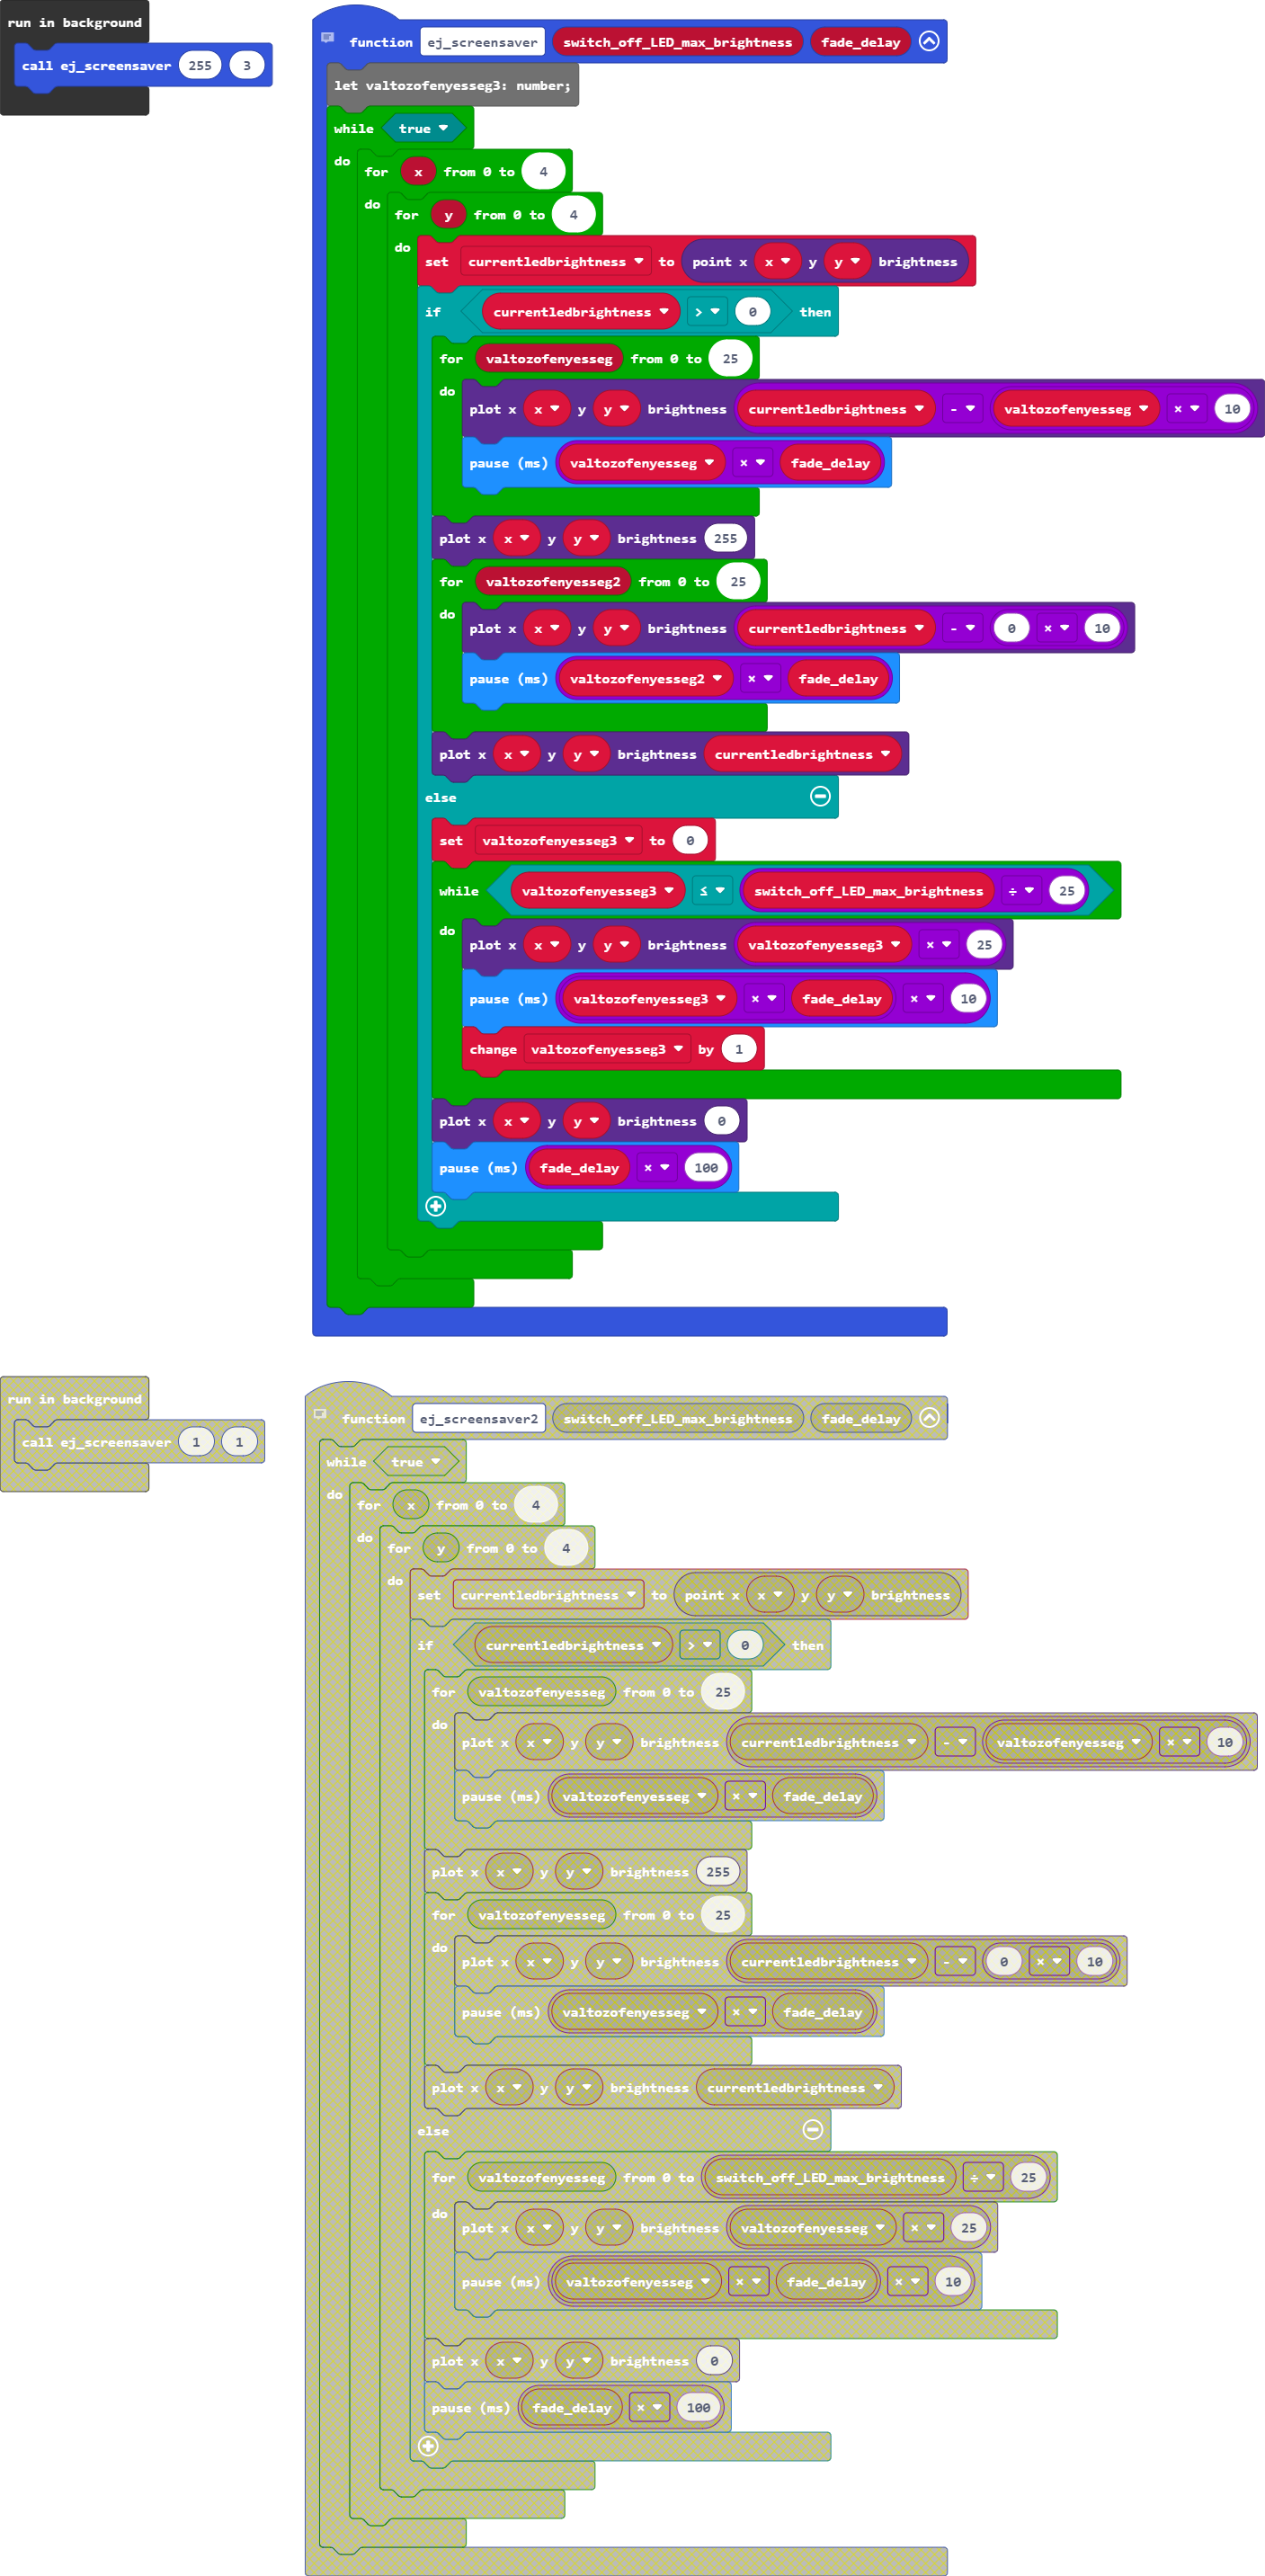 run in background
call ej_screensaver 255 3
function ej_screensaver switch_off_LED_max_brightness fade_delay
let valtozofenyesseg3: number;
while true
do
for x from 0 to 4
do
for y from 0 to 4
do
set currentledbrightness to point x x y y brightness
if currentledbrightness > 0 then
for valtozofenyesseg from 0 to 25
do
plot x x y y brightness currentledbrightness - valtozofenyesseg × 10
pause (ms) valtozofenyesseg × fade_delay
plot x x y y brightness 255
for valtozofenyesseg2 from 0 to 25
do
plot x x y y brightness currentledbrightness - 0 × 10
pause (ms) valtozofenyesseg2 × fade_delay
plot x x y y brightness currentledbrightness
else
set valtozofenyesseg3 to 0
while valtozofenyesseg3 ≤ switch_off_LED_max_brightness ÷ 25
do
plot x x y y brightness valtozofenyesseg3 × 25
pause (ms) valtozofenyesseg3 × fade_delay × 10
change valtozofenyesseg3 by 1
plot x x y y brightness 0
pause (ms) fade_delay × 100
run in background
call ej_screensaver 1 1
function ej_screensaver2 switch_off_LED_max_brightness fade_delay
while true
do
for x from 0 to 4
do
for y from 0 to 4
do
set currentledbrightness to point x x y y brightness
if currentledbrightness > 0 then
for valtozofenyesseg from 0 to 25
do
plot x x y y brightness currentledbrightness - valtozofenyesseg × 10
pause (ms) valtozofenyesseg × fade_delay
plot x x y y brightness 255
for valtozofenyesseg from 0 to 25
do
plot x x y y brightness currentledbrightness - 0 × 10
pause (ms) valtozofenyesseg × fade_delay
plot x x y y brightness currentledbrightness
else
for valtozofenyesseg from 0 to switch_off_LED_max_brightness ÷ 25
do
plot x x y y brightness valtozofenyesseg × 25
pause (ms) valtozofenyesseg × fade_delay × 10
plot x x y y brightness 0
pause (ms) fade_delay × 100